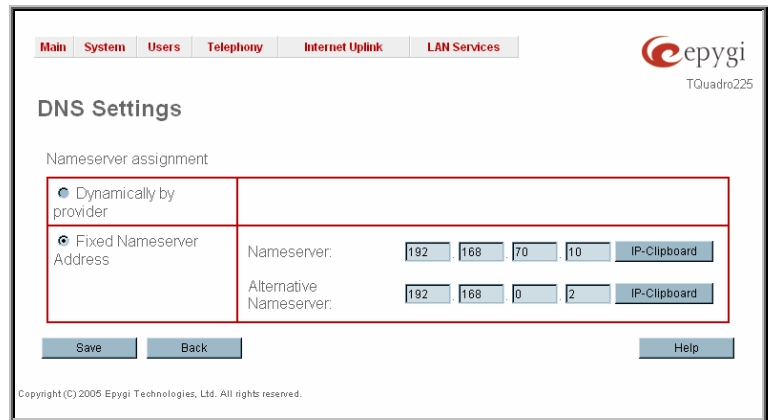 Main System Users Telephony Internet Uplink LAN Services
epygi
TQuadro225
DNS Settings
Nameserver assignment
Dynamically by
provider
Fixed Nameserver
Address
Nameserver: 192 . 168 . 70 . 10 IP-Clipboard
Alternative
Nameserver: 192 . 168 . 0 . 2 IP-Clipboard
Save Back Help
Copyright (C) 2005 Epygi Technologies, Ltd. All rights reserved.